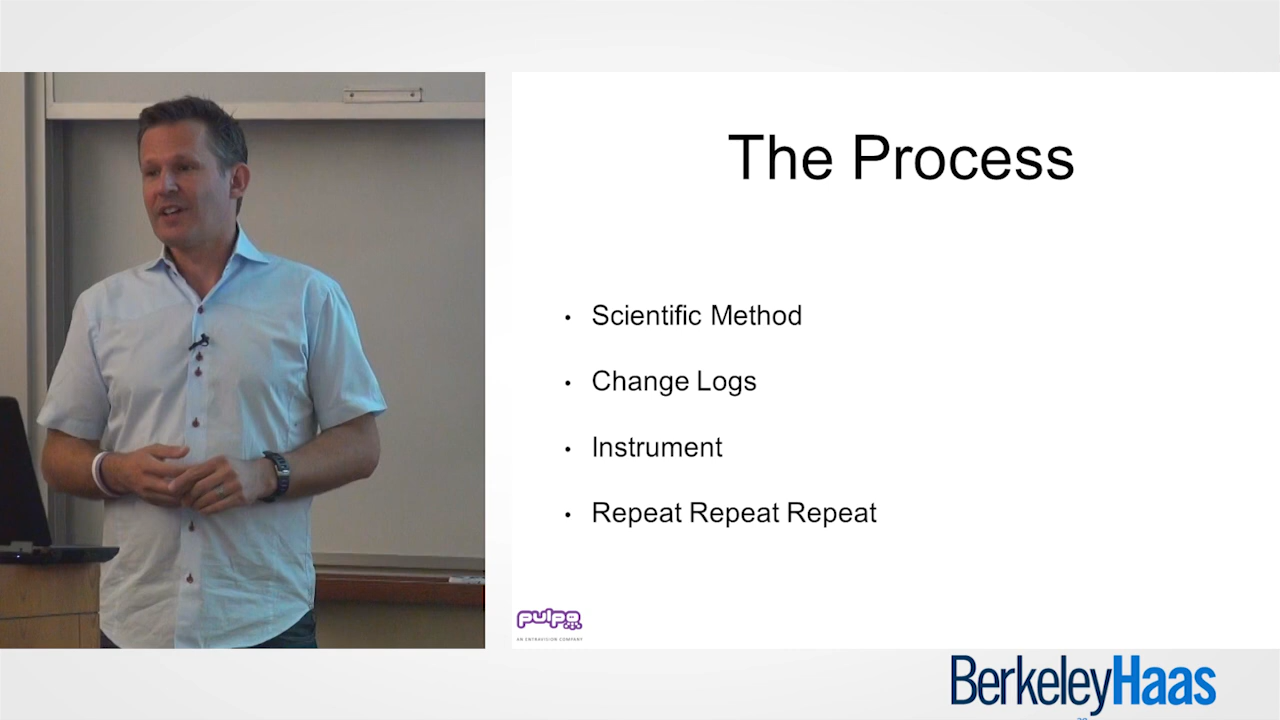 The Process
• Scientific Method
• Change Logs
• Instrument
• Repeat Repeat Repeat
pulpo
AN ENTRAVISION COMPANY
BerkeleyHaas